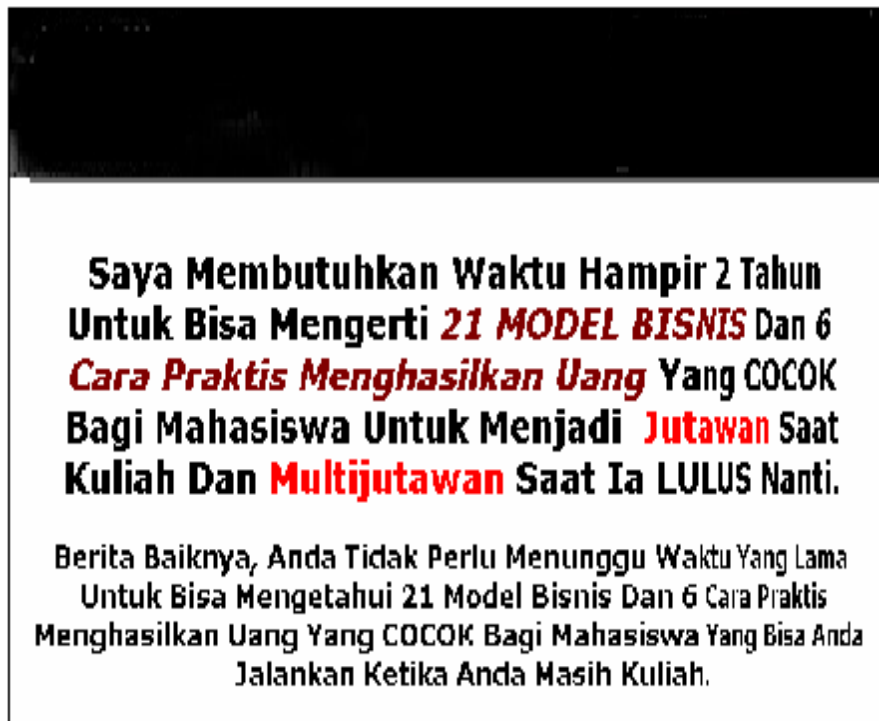 Saya Membutuhkan Waktu Hampir 2 Tahun
Untuk Bisa Mengerti 21 MODEL BISNIS Dan 6
Cara Praktis Menghasilkan Uang Yang COCOK
Bagi Mahasiswa Untuk Menjadi Jutawan Saat
Kuliah Dan Multijutawan Saat Ia LULUS Nanti.
Berita Baiknya, Anda Tidak Perlu Menunggu Waktu Yang Lama
Untuk Bisa Mengetahui 21 Model Bisnis Dan 6 Cara Praktis
Menghasilkan Uang Yang COCOK Bagi Mahasiswa Yang Bisa Anda
Jalankan Ketika Anda Masih Kuliah.